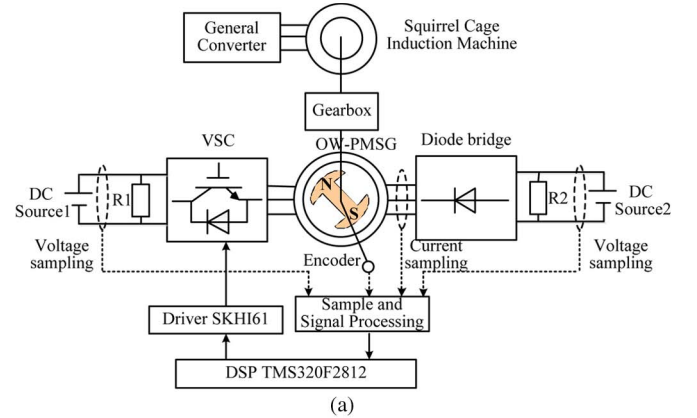 General
Converter
Squirrel Cage
Induction Machine
Gearbox
VSC
OW-PMSG
Diode bridge
DC
Source1
R1
N
S
R2
DC
Source2
Voltage
sampling
Encoder
Current
sampling
Voltage
sampling
Sample and
Signal Processing
Driver SKHI61
DSP TMS320F2812
(a)